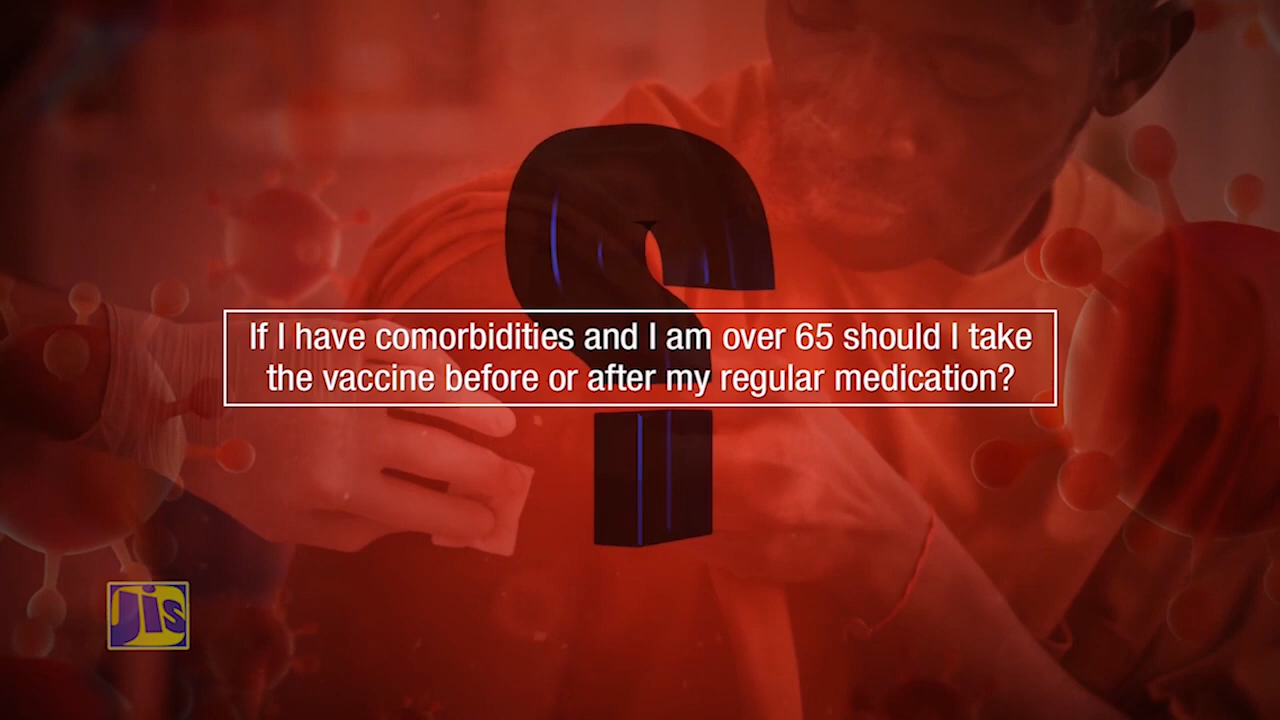 If I have comorbidities and I am over 65 should I take
the vaccine before or after my regular medication?
Jis